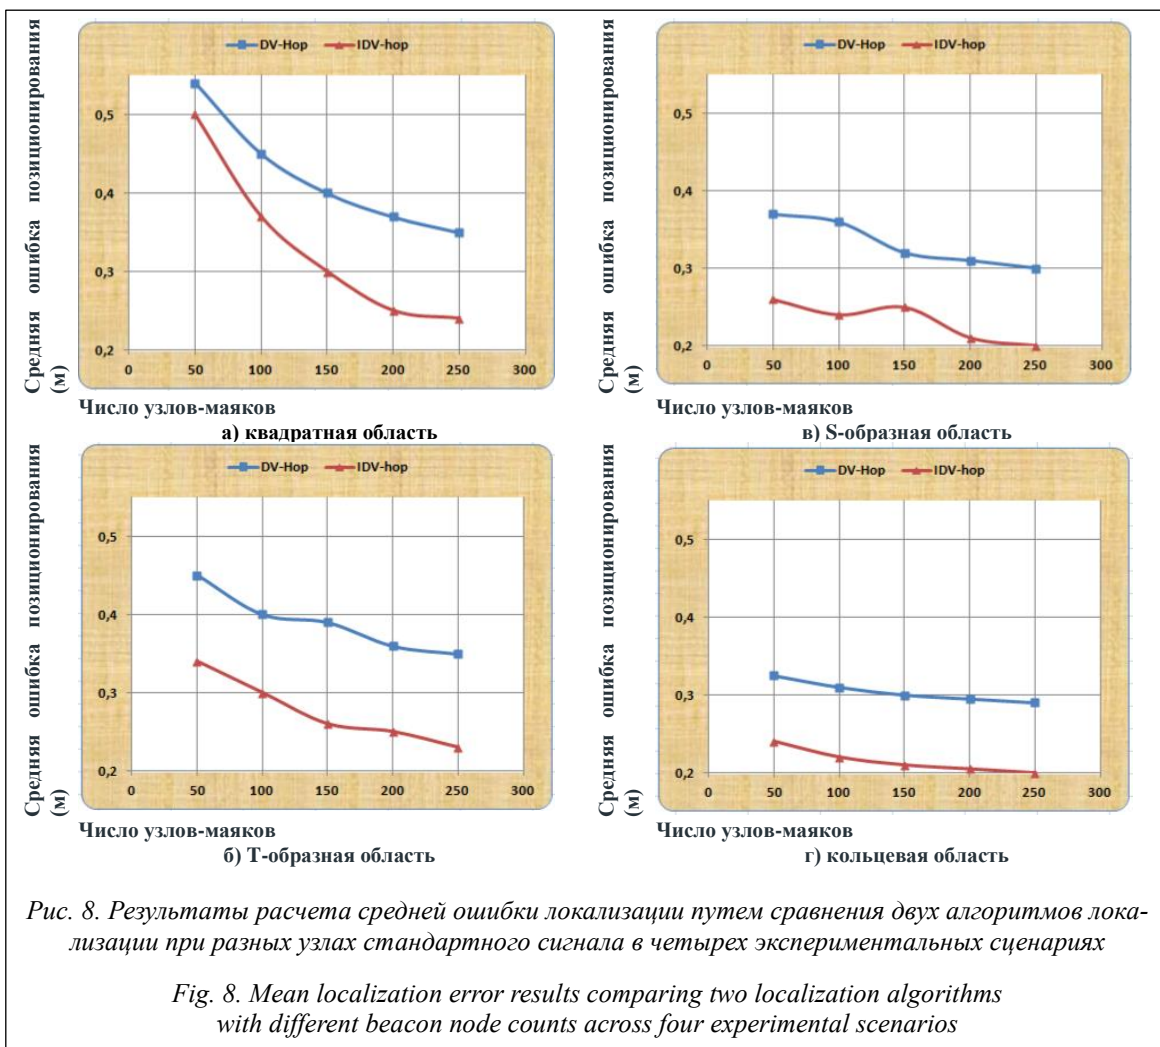 DV-Hop IDV-hop
Средняя ошибка позиционирования (м)
0,5
0,4
0,3
0,2
0 50 100 150 200 250 300
Число узлов-маяков
а) квадратная область
DV-Hop IDV-hop
Средняя ошибка позиционирования (м)
0,5
0,4
0,3
0,2
0 50 100 150 200 250 300
Число узлов-маяков
в) S-образная область
DV-Hop IDV-hop
Средняя ошибка позиционирования (м)
0,5
0,4
0,3
0,2
0 50 100 150 200 250 300
Число узлов-маяков
б) Т-образная область
DV-Hop IDV-hop
Средняя ошибка позиционирования (м)
0,5
0,4
0,3
0,2
0 50 100 150 200 250 300
Число узлов-маяков
г) кольцевая область
Рис. 8. Результаты расчета средней ошибки локализации путем сравнения двух алгоритмов лока-
лизации при разных узлах стандартного сигнала в четырех экспериментальных сценариях
Fig. 8. Mean localization error results comparing two localization algorithms
with different beacon node counts across four experimental scenarios